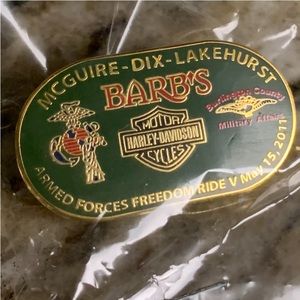 McGUIRE-DIX-LAKEHURST
BARB'S
Burlington County
Military Affairs
MOTOR
HARLEY-DAVIDSON
CYCLES
ARMED FORCES FREEDOM RIDE V May 15, 2011